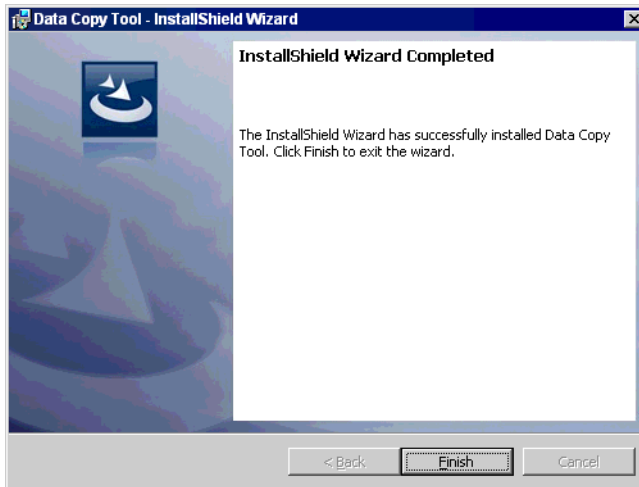 Data Copy Tool - InstallShield Wizard
InstallShield Wizard Completed
The InstallShield Wizard has successfully installed Data Copy
Tool. Click Finish to exit the wizard.
< Back
Finish
Cancel